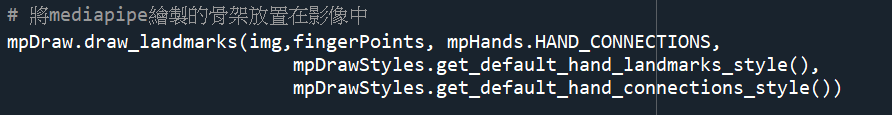 # 將mediapipe繪製的骨架放置在影像中
mpDraw.draw_landmarks(img,fingerPoints, mpHands.HAND_CONNECTIONS,
mpDrawStyles.get_default_hand_landmarks_style(),
mpDrawStyles.get_default_hand_connections_style())